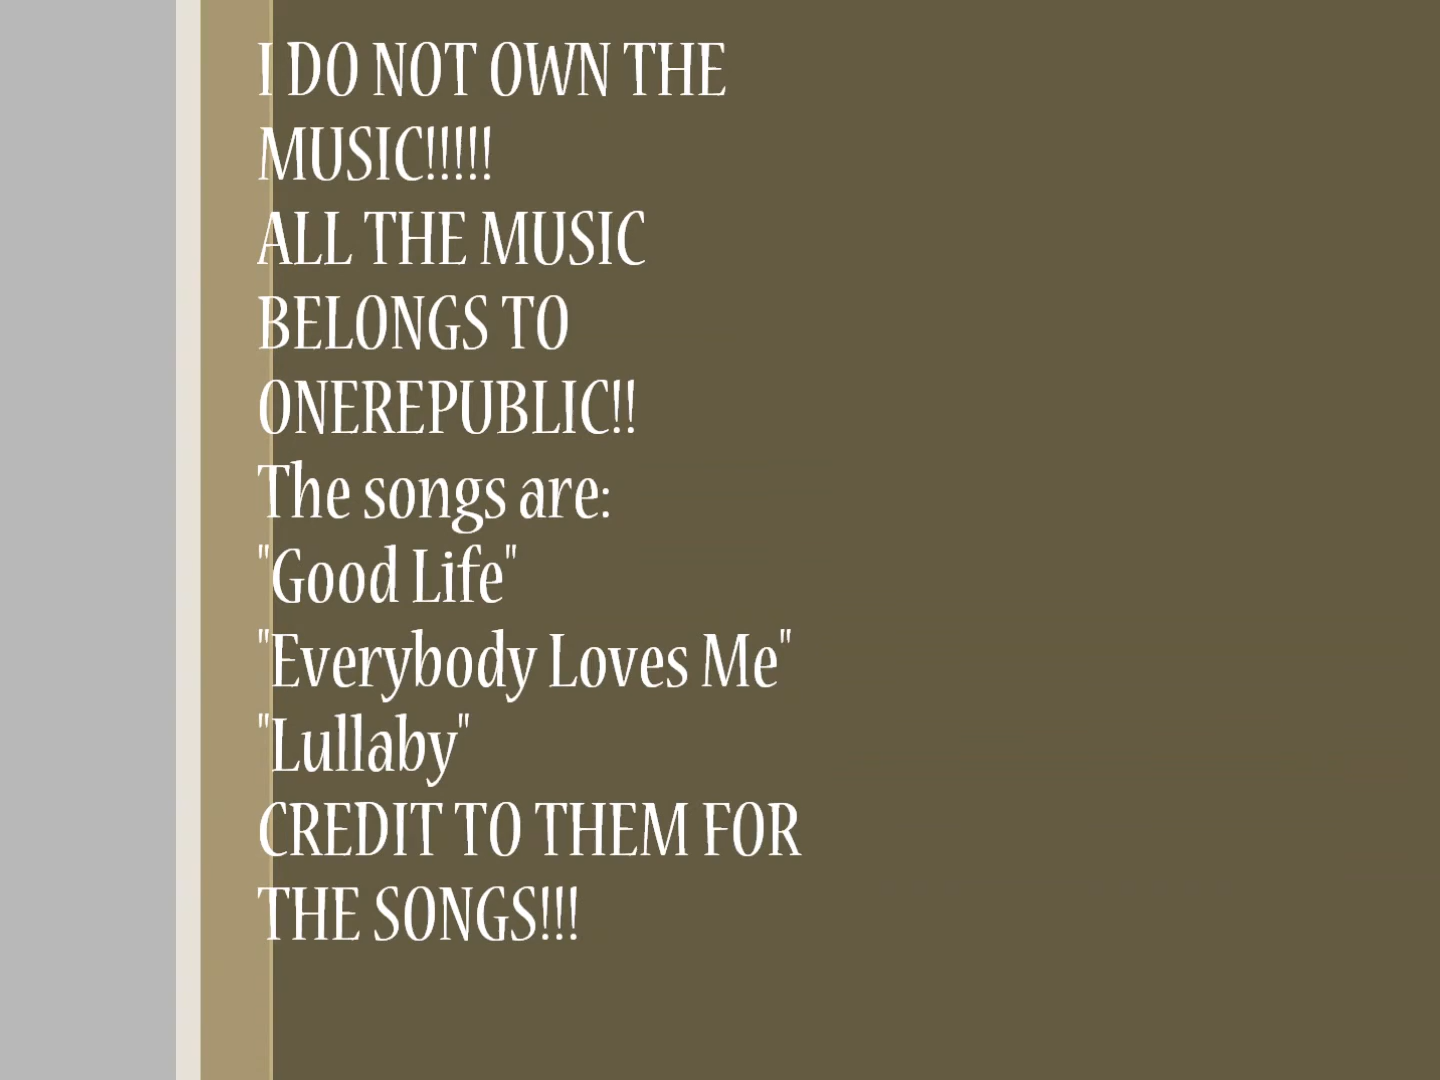 I DO NOT OWN THE
MUSIC!!!!!
ALL THE MUSIC
BELONGS TO
ONEREPUBLIC!!
The songs are:
"Good Life"
"Everybody Loves Me"
"Lullaby"
CREDIT TO THEM FOR
THE SONGS!!!